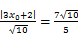 |3x₀+2|/√10 = 7√10/5